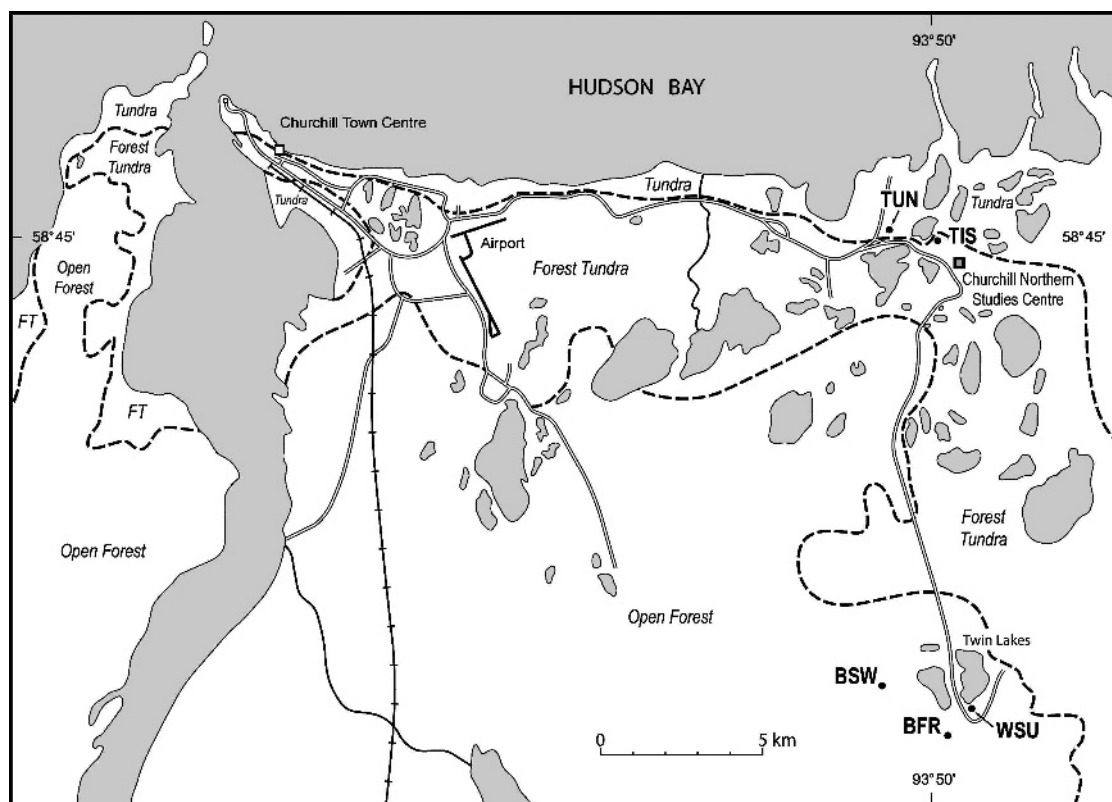 93°50'
HUDSON BAY
Tundra
Churchill Town Centre
Forest
Tundra
Tundra
Tundra
TUN
Tundra
TIS
58°45'
58°45'
Airport
Open
Forest
Forest Tundra
Churchill Northern
Studies Centre
FT
FT
Forest
Tundra
Open Forest
Open Forest
Twin Lakes
BSW
BFR
WSU
0 5 km
93°50'